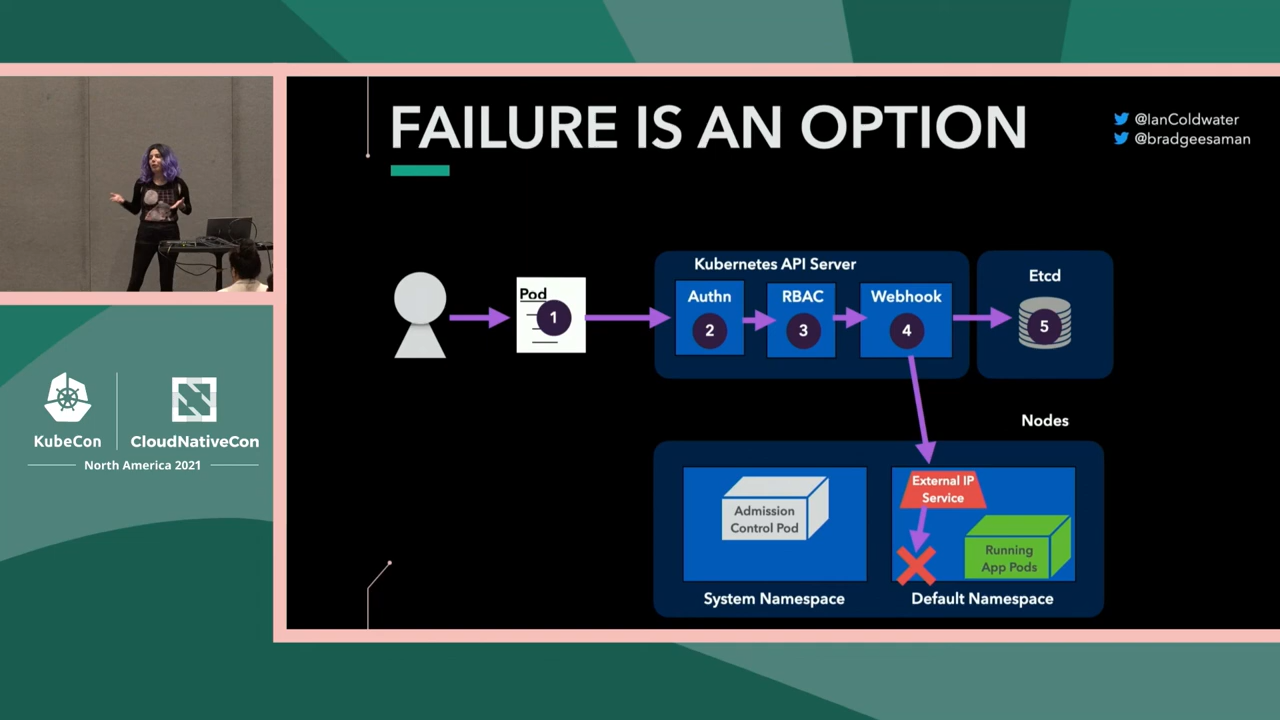 FAILURE IS AN OPTION
@IanColdwater
@bradgeesaman
Kubernetes API Server
Etcd
Pod
1
Authn
2
RBAC
3
Webhook
4
5
Nodes
External IP
Service
Admission
Control Pod
Running
App Pods
System Namespace
Default Namespace
KubeCon
CloudNativeCon
North America 2021